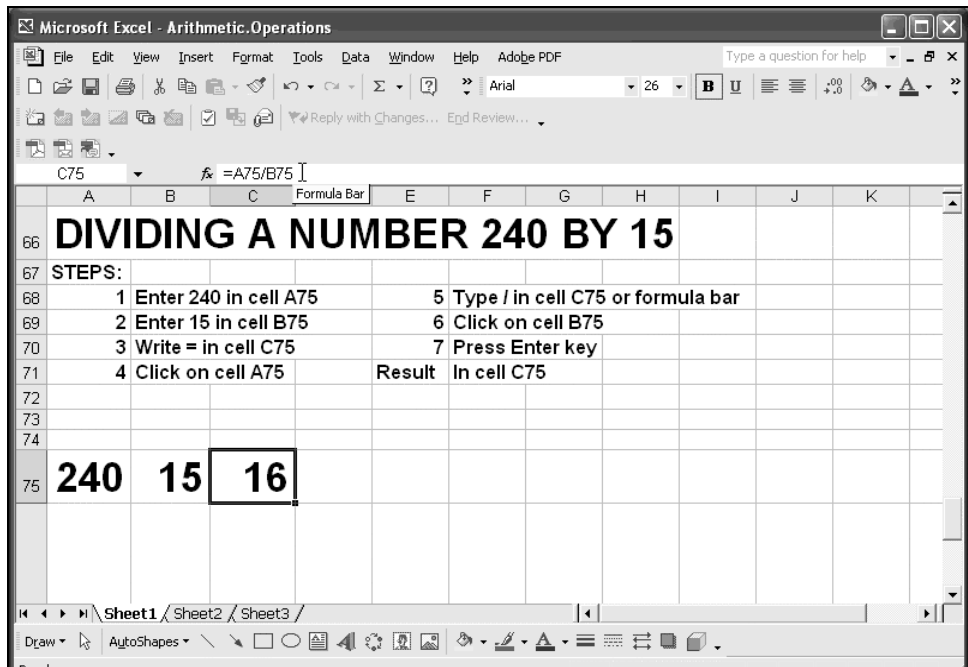 Microsoft Excel - Arithmetic.Operations
File Edit View Insert Format Tools Data Window Help Adobe PDF Type a question for help
Arial 26 B U
Reply with Changes... End Review...
C75 fx =A75/B75
Formula Bar
A B C E F G H I J K
66 DIVIDING A NUMBER 240 BY 15
67 STEPS:
68 1 Enter 240 in cell A75 5 Type / in cell C75 or formula bar
69 2 Enter 15 in cell B75 6 Click on cell B75
70 3 Write = in cell C75 7 Press Enter key
71 4 Click on cell A75 Result In cell C75
72
73
74
75 240 15 16
Sheet1 / Sheet2 / Sheet3 /
Draw AutoShapes